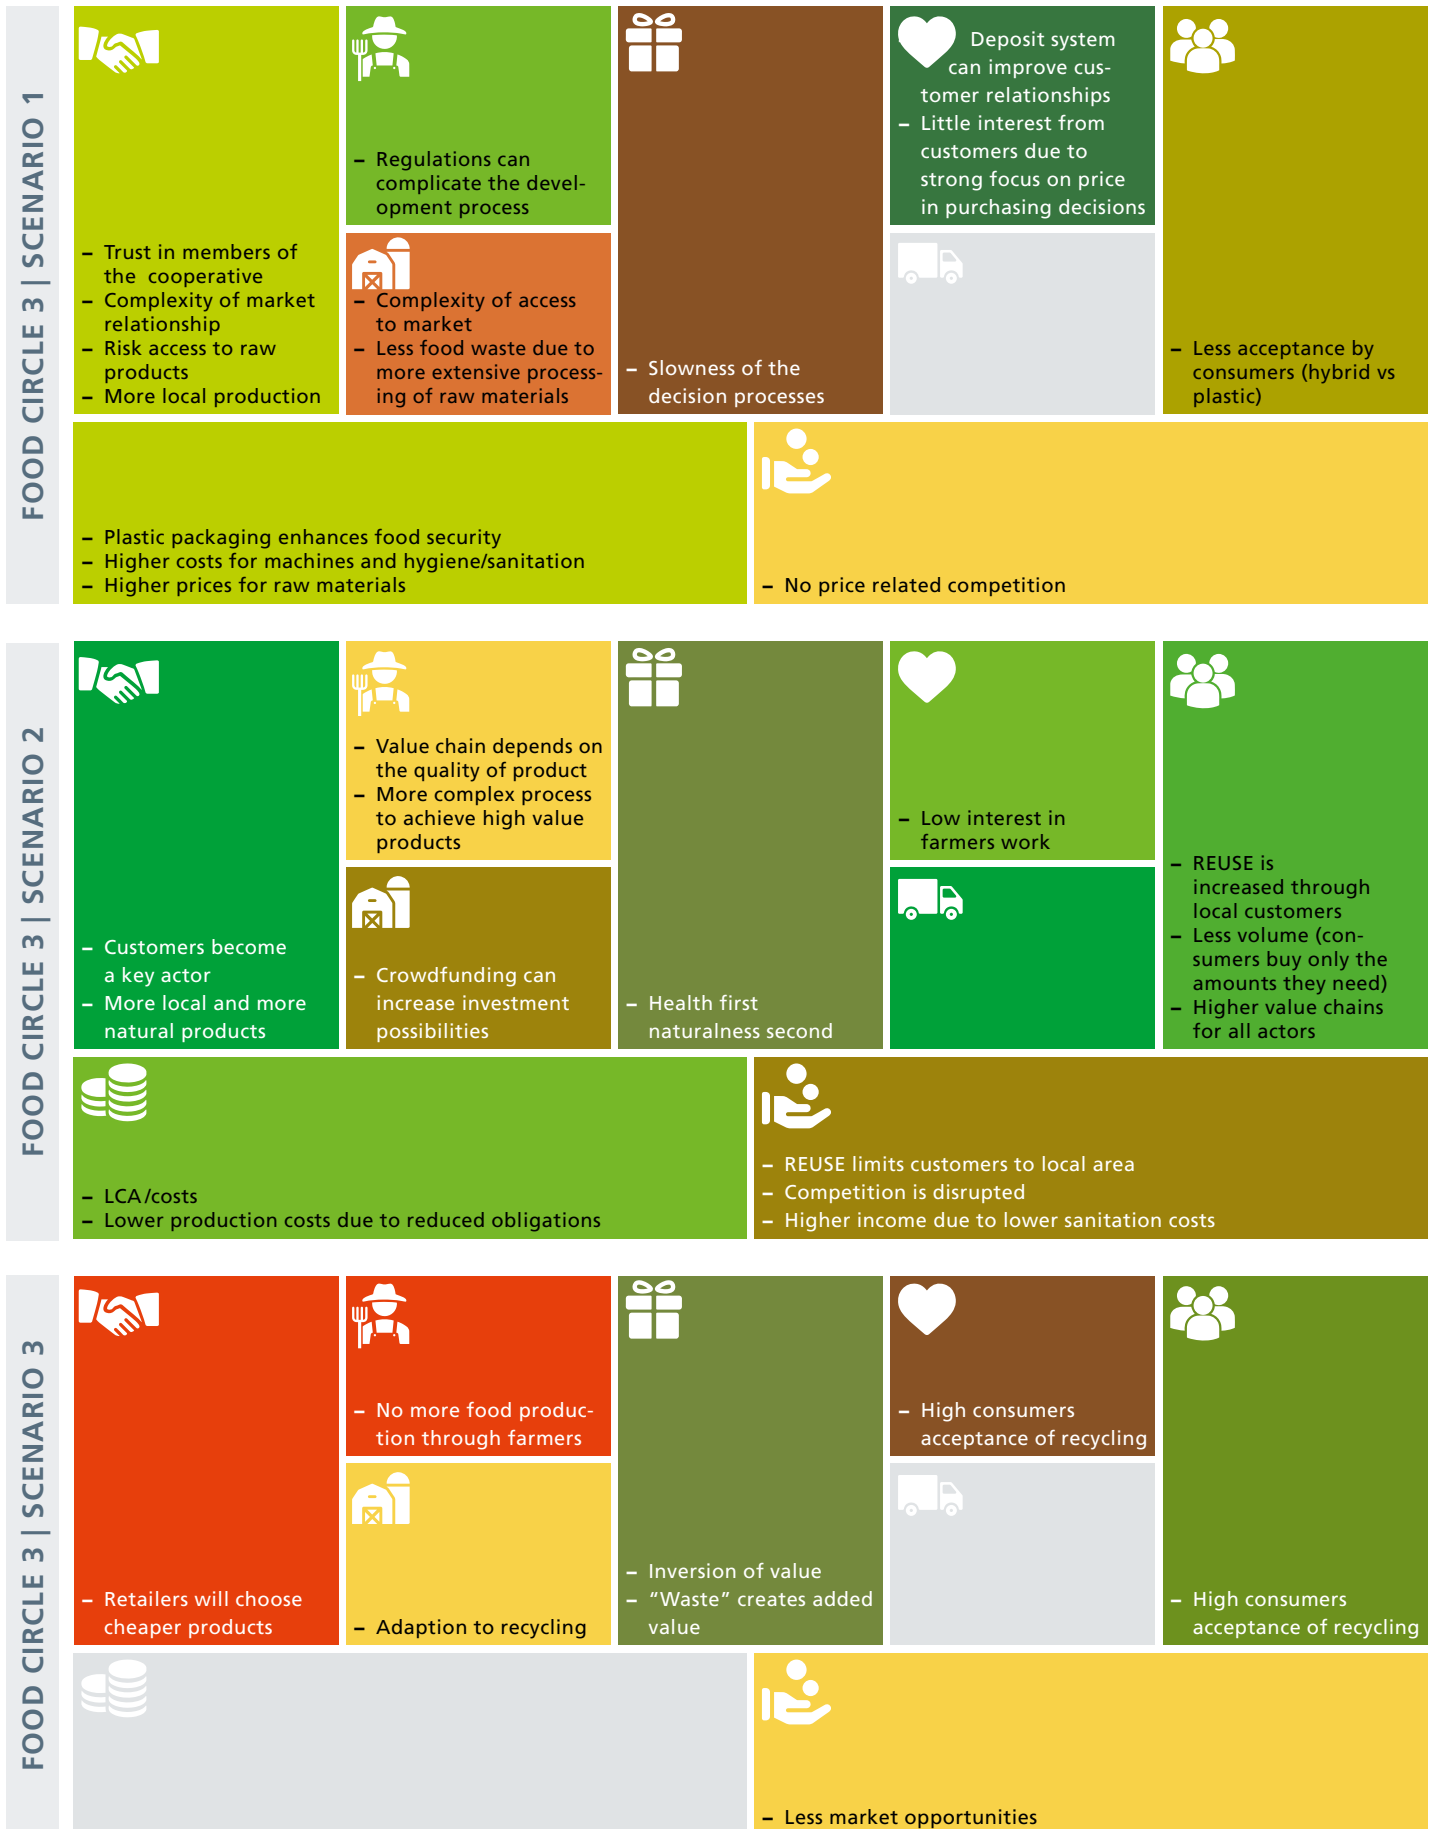 FOOD CIRCLE 3 | SCENARIO 1
– Trust in members of
the cooperative
– Complexity of market
relationship
– Risk access to raw
products
– More local production
– Regulations can
complicate the devel-
opment process
– Complexity of access
to market
– Less food waste due to
more extensive process-
ing of raw materials
– Slowness of the
decision processes
Deposit system
can improve cus-
tomer relationships
– Little interest from
customers due to
strong focus on price
in purchasing decisions
– Less acceptance by
consumers (hybrid vs
plastic)
– Plastic packaging enhances food security
– Higher costs for machines and hygiene/sanitation
– Higher prices for raw materials
– No price related competition
FOOD CIRCLE 3 | SCENARIO 2
– Customers become
a key actor
– More local and more
natural products
– Value chain depends on
the quality of product
– More complex process
to achieve high value
products
– Crowdfunding can
increase investment
possibilities
– Health first
naturalness second
– Low interest in
farmers work
– REUSE is
increased through
local customers
– Less volume (con-
sumers buy only the
amounts they need)
– Higher value chains
for all actors
– LCA/costs
– Lower production costs due to reduced obligations
– REUSE limits customers to local area
– Competition is disrupted
– Higher income due to lower sanitation costs
FOOD CIRCLE 3 | SCENARIO 3
– Retailers will choose
cheaper products
– No more food produc-
tion through farmers
– Adaption to recycling
– Inversion of value
– “Waste” creates added
value
– High consumers
acceptance of recycling
– High consumers
acceptance of recycling
– Less market opportunities